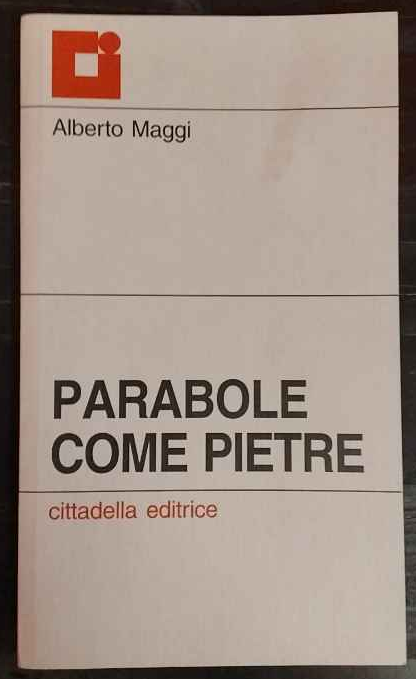 Alberto Maggi
PARABOLE
COME PIETRE
cittadella editrice